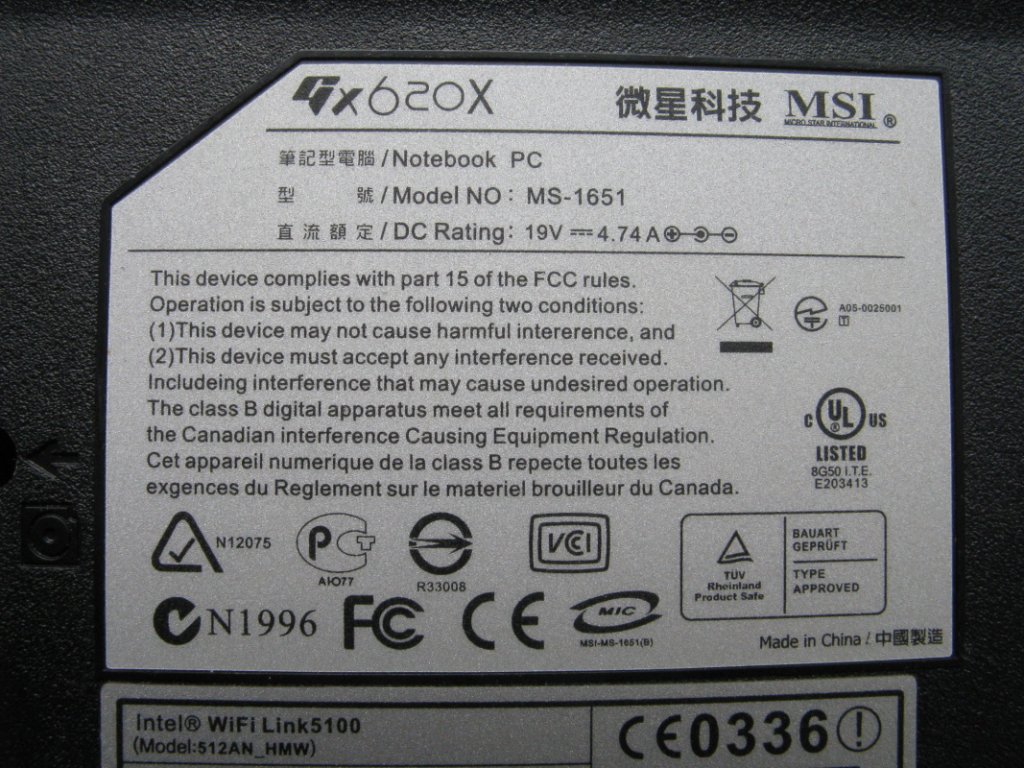 Gx620X 微星科技 MSI®
MICRO-STAR INTERNATIONAL
筆記型電腦 / Notebook PC
型 號 / Model NO: MS-1651
直流額定 / DC Rating: 19V ⎓ 4.74A
This device complies with part 15 of the FCC rules.
Operation is subject to the following two conditions:
(1)This device may not cause harmful intererence, and
(2)This device must accept any interference received.
Includeing interference that may cause undesired operation.
The class B digital apparatus meet all requirements of
the Canadian interference Causing Equipment Regulation.
Cet appareil numerique de la class B repecte toutes les
exgences du Reglement sur le materiel brouilleur du Canada.
A05-0025001
T
C UL® US
LISTED
8G50 I.T.E.
E203413
N12075
PCT
AIO77
R33008
VCCI
TÜV
Rheinland
Product Safe
BAUART
GEPRÜFT
TYPE
APPROVED
N1996
FC
CE
MIC
MSI-MS-1651(B)
Made in China / 中國製造
Intel® WiFi Link5100
(Model:512AN_HMW)
CE0336